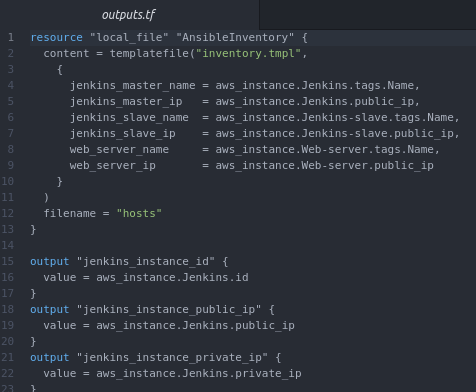 outputs.tf
1 resource "local_file" "AnsibleInventory" {
2   content = templatefile("inventory.tmpl",
3     {
4       jenkins_master_name = aws_instance.Jenkins.tags.Name,
5       jenkins_master_ip   = aws_instance.Jenkins.public_ip,
6       jenkins_slave_name  = aws_instance.Jenkins-slave.tags.Name,
7       jenkins_slave_ip    = aws_instance.Jenkins-slave.public_ip,
8       web_server_name     = aws_instance.Web-server.tags.Name,
9       web_server_ip       = aws_instance.Web-server.public_ip
10     }
11   )
12   filename = "hosts"
13 }
14
15 output "jenkins_instance_id" {
16   value = aws_instance.Jenkins.id
17 }
18 output "jenkins_instance_public_ip" {
19   value = aws_instance.Jenkins.public_ip
20 }
21 output "jenkins_instance_private_ip" {
22   value = aws_instance.Jenkins.private_ip
23 }